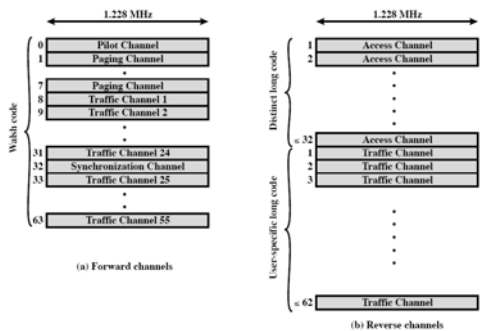 1.228 MHz
0 Pilot Channel
1 Paging Channel
7 Paging Channel
8 Traffic Channel 1
9 Traffic Channel 2
31 Traffic Channel 24
32 Synchronization Channel
33 Traffic Channel 25
63 Traffic Channel 55
Walsh code
(a) Forward channels
1.228 MHz
1 Access Channel
2 Access Channel
≤ 32 Access Channel
1 Traffic Channel
2 Traffic Channel
3 Traffic Channel
≤ 62 Traffic Channel
Distinct long code
User-specific long code
(b) Reverse channels